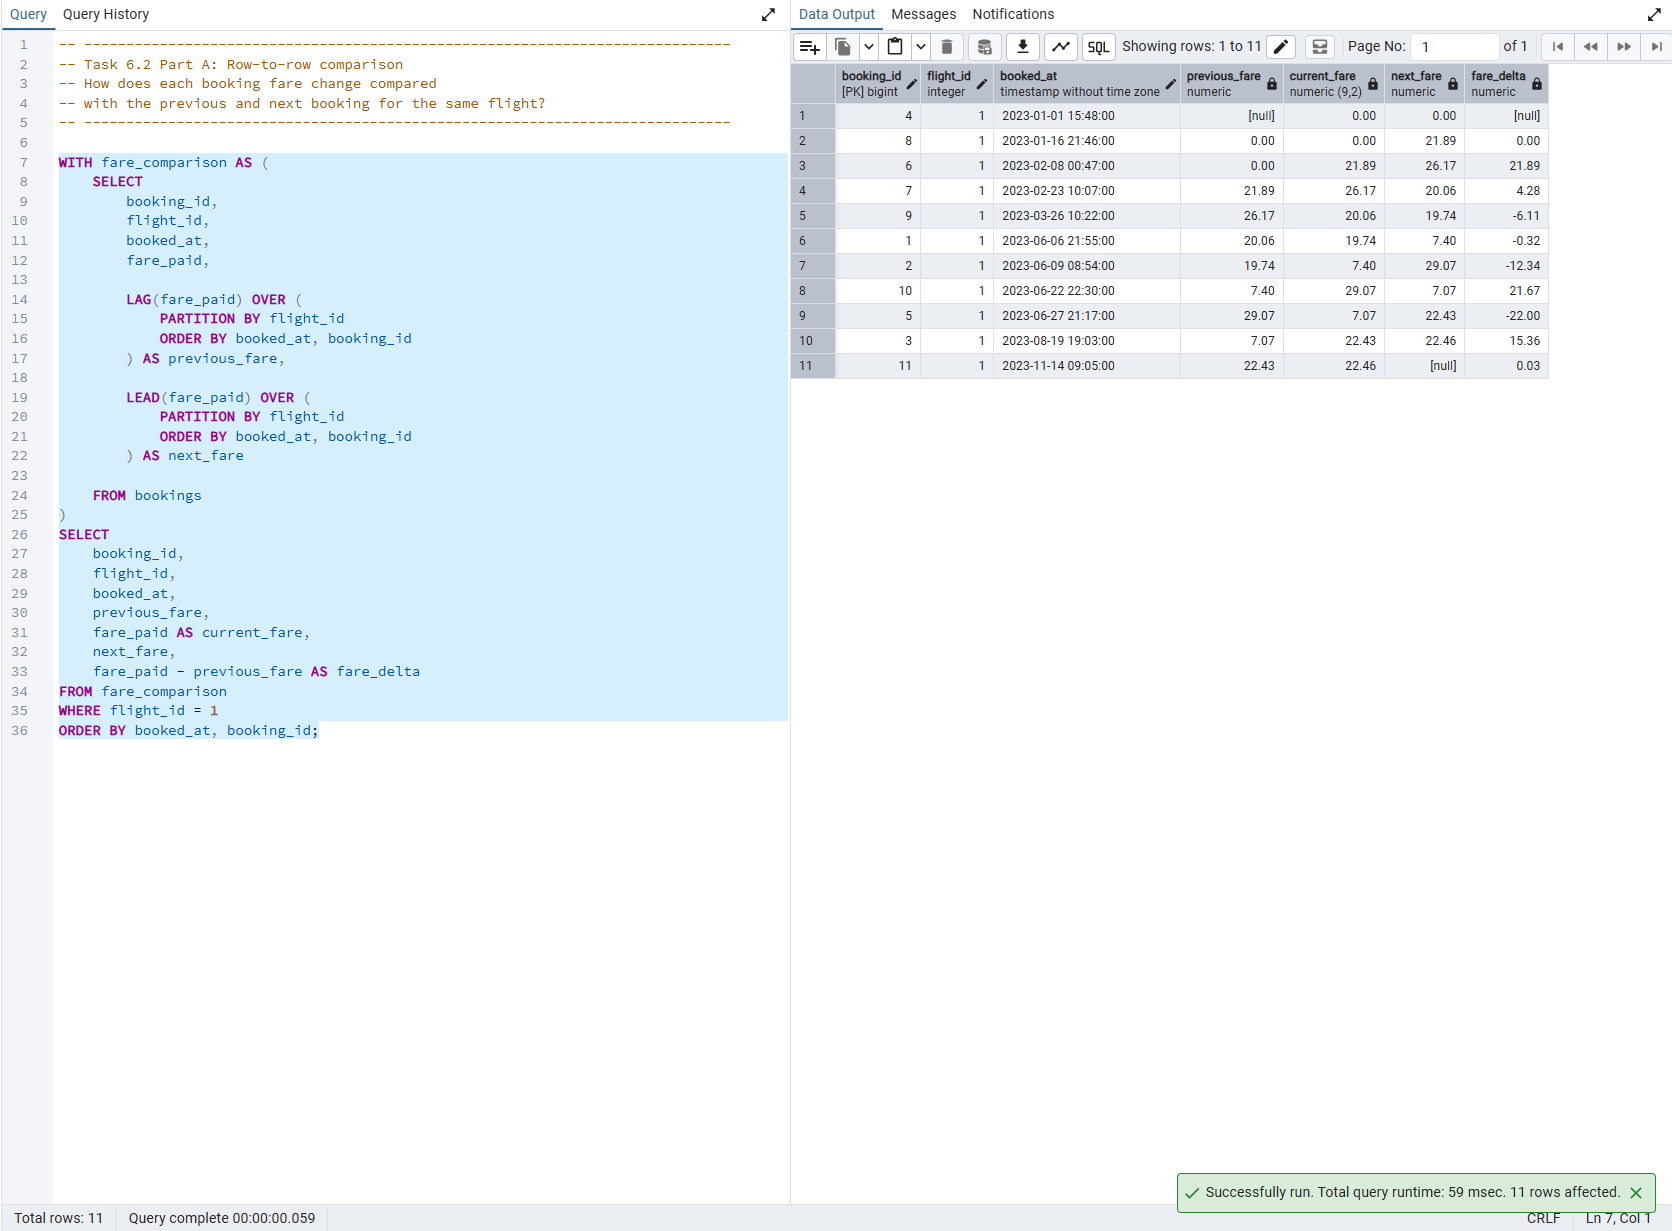 Query Query History
1 -- -----------------------------------------------------------------------------
2 -- Task 6.2 Part A: Row-to-row comparison
3 -- How does each booking fare change compared
4 -- with the previous and next booking for the same flight?
5 -- -----------------------------------------------------------------------------
6
7 WITH fare_comparison AS (
8     SELECT
9         booking_id,
10         flight_id,
11         booked_at,
12         fare_paid,
13
14         LAG(fare_paid) OVER (
15             PARTITION BY flight_id
16             ORDER BY booked_at, booking_id
17         ) AS previous_fare,
18
19         LEAD(fare_paid) OVER (
20             PARTITION BY flight_id
21             ORDER BY booked_at, booking_id
22         ) AS next_fare
23
24     FROM bookings
25 )
26 SELECT
27     booking_id,
28     flight_id,
29     booked_at,
30     previous_fare,
31     fare_paid AS current_fare,
32     next_fare,
33     fare_paid - previous_fare AS fare_delta
34 FROM fare_comparison
35 WHERE flight_id = 1
36 ORDER BY booked_at, booking_id;
Data Output Messages Notifications
SQL Showing rows: 1 to 11 Page No: 1 of 1
booking_id flight_id booked_at previous_fare current_fare next_fare fare_delta
[PK] bigint integer timestamp without time zone numeric numeric (9,2) numeric numeric
1 4 1 2023-01-01 15:48:00 [null] 0.00 0.00 [null]
2 8 1 2023-01-16 21:46:00 0.00 0.00 21.89 0.00
3 6 1 2023-02-08 00:47:00 0.00 21.89 26.17 21.89
4 7 1 2023-02-23 10:07:00 21.89 26.17 20.06 4.28
5 9 1 2023-03-26 10:22:00 26.17 20.06 19.74 -6.11
6 1 1 2023-06-06 21:55:00 20.06 19.74 7.40 -0.32
7 2 1 2023-06-09 08:54:00 19.74 7.40 29.07 -12.34
8 10 1 2023-06-22 22:30:00 7.40 29.07 7.07 21.67
9 5 1 2023-06-27 21:17:00 29.07 7.07 22.43 -22.00
10 3 1 2023-08-19 19:03:00 7.07 22.43 22.46 15.36
11 11 1 2023-11-14 09:05:00 22.43 22.46 [null] 0.03
Successfully run. Total query runtime: 59 msec. 11 rows affected.
Total rows: 11 Query complete 00:00:00.059 CRLF Ln 7, Col 1